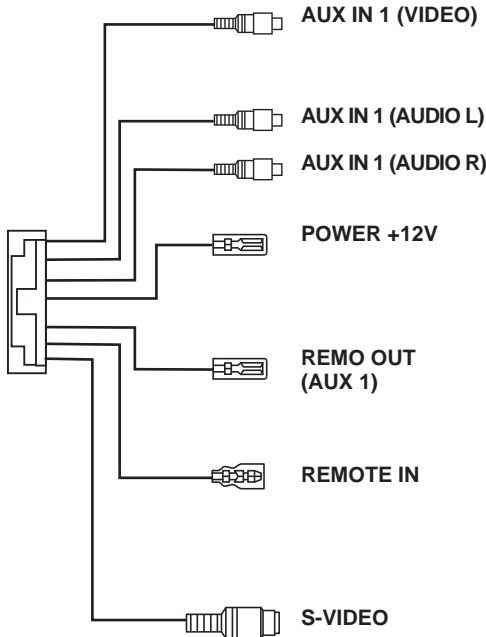 AUX IN 1 (VIDEO)
AUX IN 1 (AUDIO L)
AUX IN 1 (AUDIO R)
POWER +12V
REMO OUT
(AUX 1)
REMOTE IN
S-VIDEO